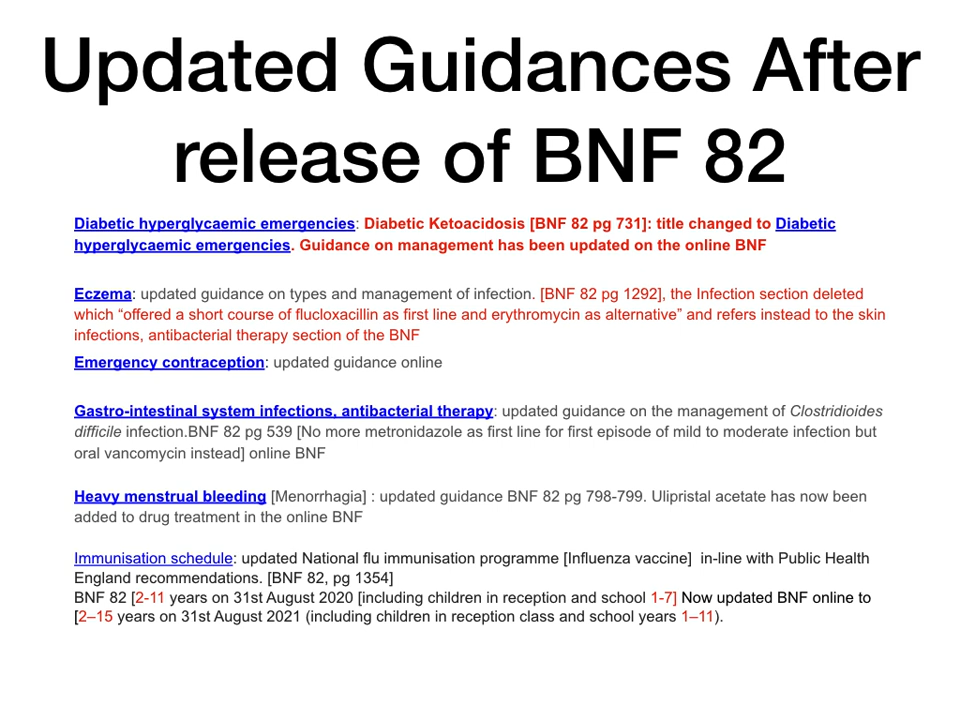 Updated Guidances After
release of BNF 82
Diabetic hyperglycaemic emergencies: Diabetic Ketoacidosis [BNF 82 pg 731]: title changed to Diabetic
hyperglycaemic emergencies. Guidance on management has been updated on the online BNF
Eczema: updated guidance on types and management of infection. [BNF 82 pg 1292], the Infection section deleted
which “offered a short course of flucloxacillin as first line and erythromycin as alternative” and refers instead to the skin
infections, antibacterial therapy section of the BNF
Emergency contraception: updated guidance online
Gastro-intestinal system infections, antibacterial therapy: updated guidance on the management of Clostridioides
difficile infection.BNF 82 pg 539 [No more metronidazole as first line for first episode of mild to moderate infection but
oral vancomycin instead] online BNF
Heavy menstrual bleeding [Menorrhagia] : updated guidance BNF 82 pg 798-799. Ulipristal acetate has now been
added to drug treatment in the online BNF
Immunisation schedule: updated National flu immunisation programme [Influenza vaccine] in-line with Public Health
England recommendations. [BNF 82, pg 1354]
BNF 82 [2-11 years on 31st August 2020 [including children in reception and school 1-7] Now updated BNF online to
[2–15 years on 31st August 2021 (including children in reception class and school years 1–11).